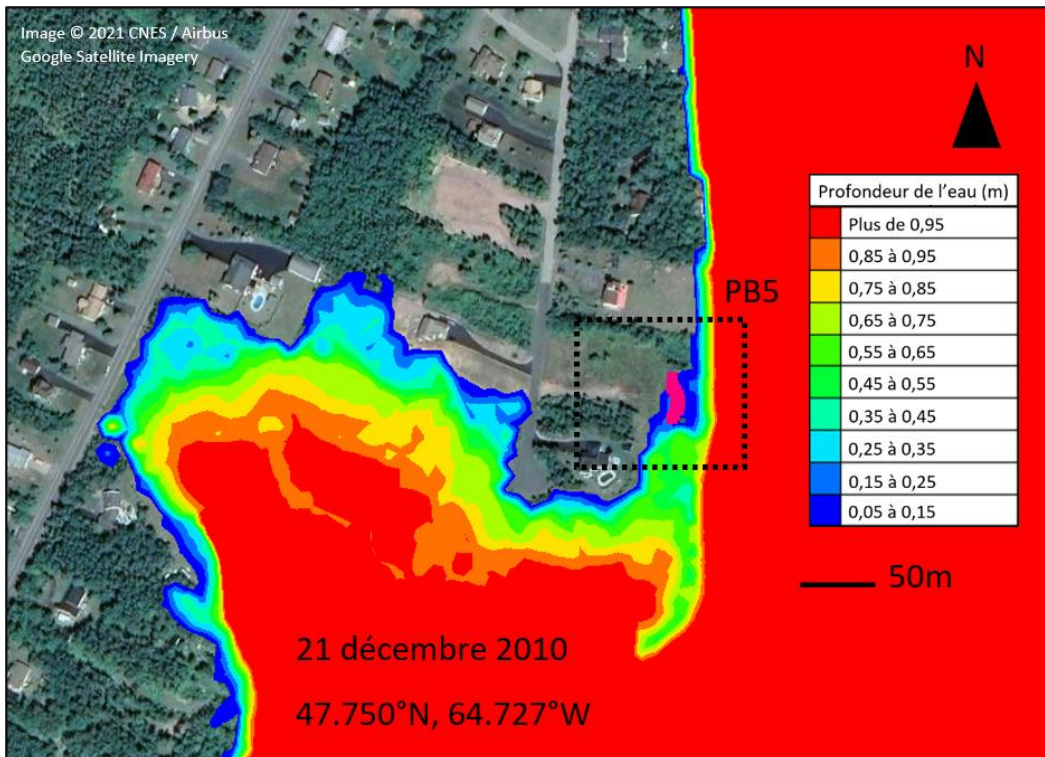 Image © 2021 CNES / Airbus
Google Satellite Imagery
N
Profondeur de l'eau (m)
Plus de 0,95
0,85 à 0,95
0,75 à 0,85
0,65 à 0,75
0,55 à 0,65
0,45 à 0,55
0,35 à 0,45
0,25 à 0,35
0,15 à 0,25
0,05 à 0,15
PB5
50m
21 décembre 2010
47.750°N, 64.727°W